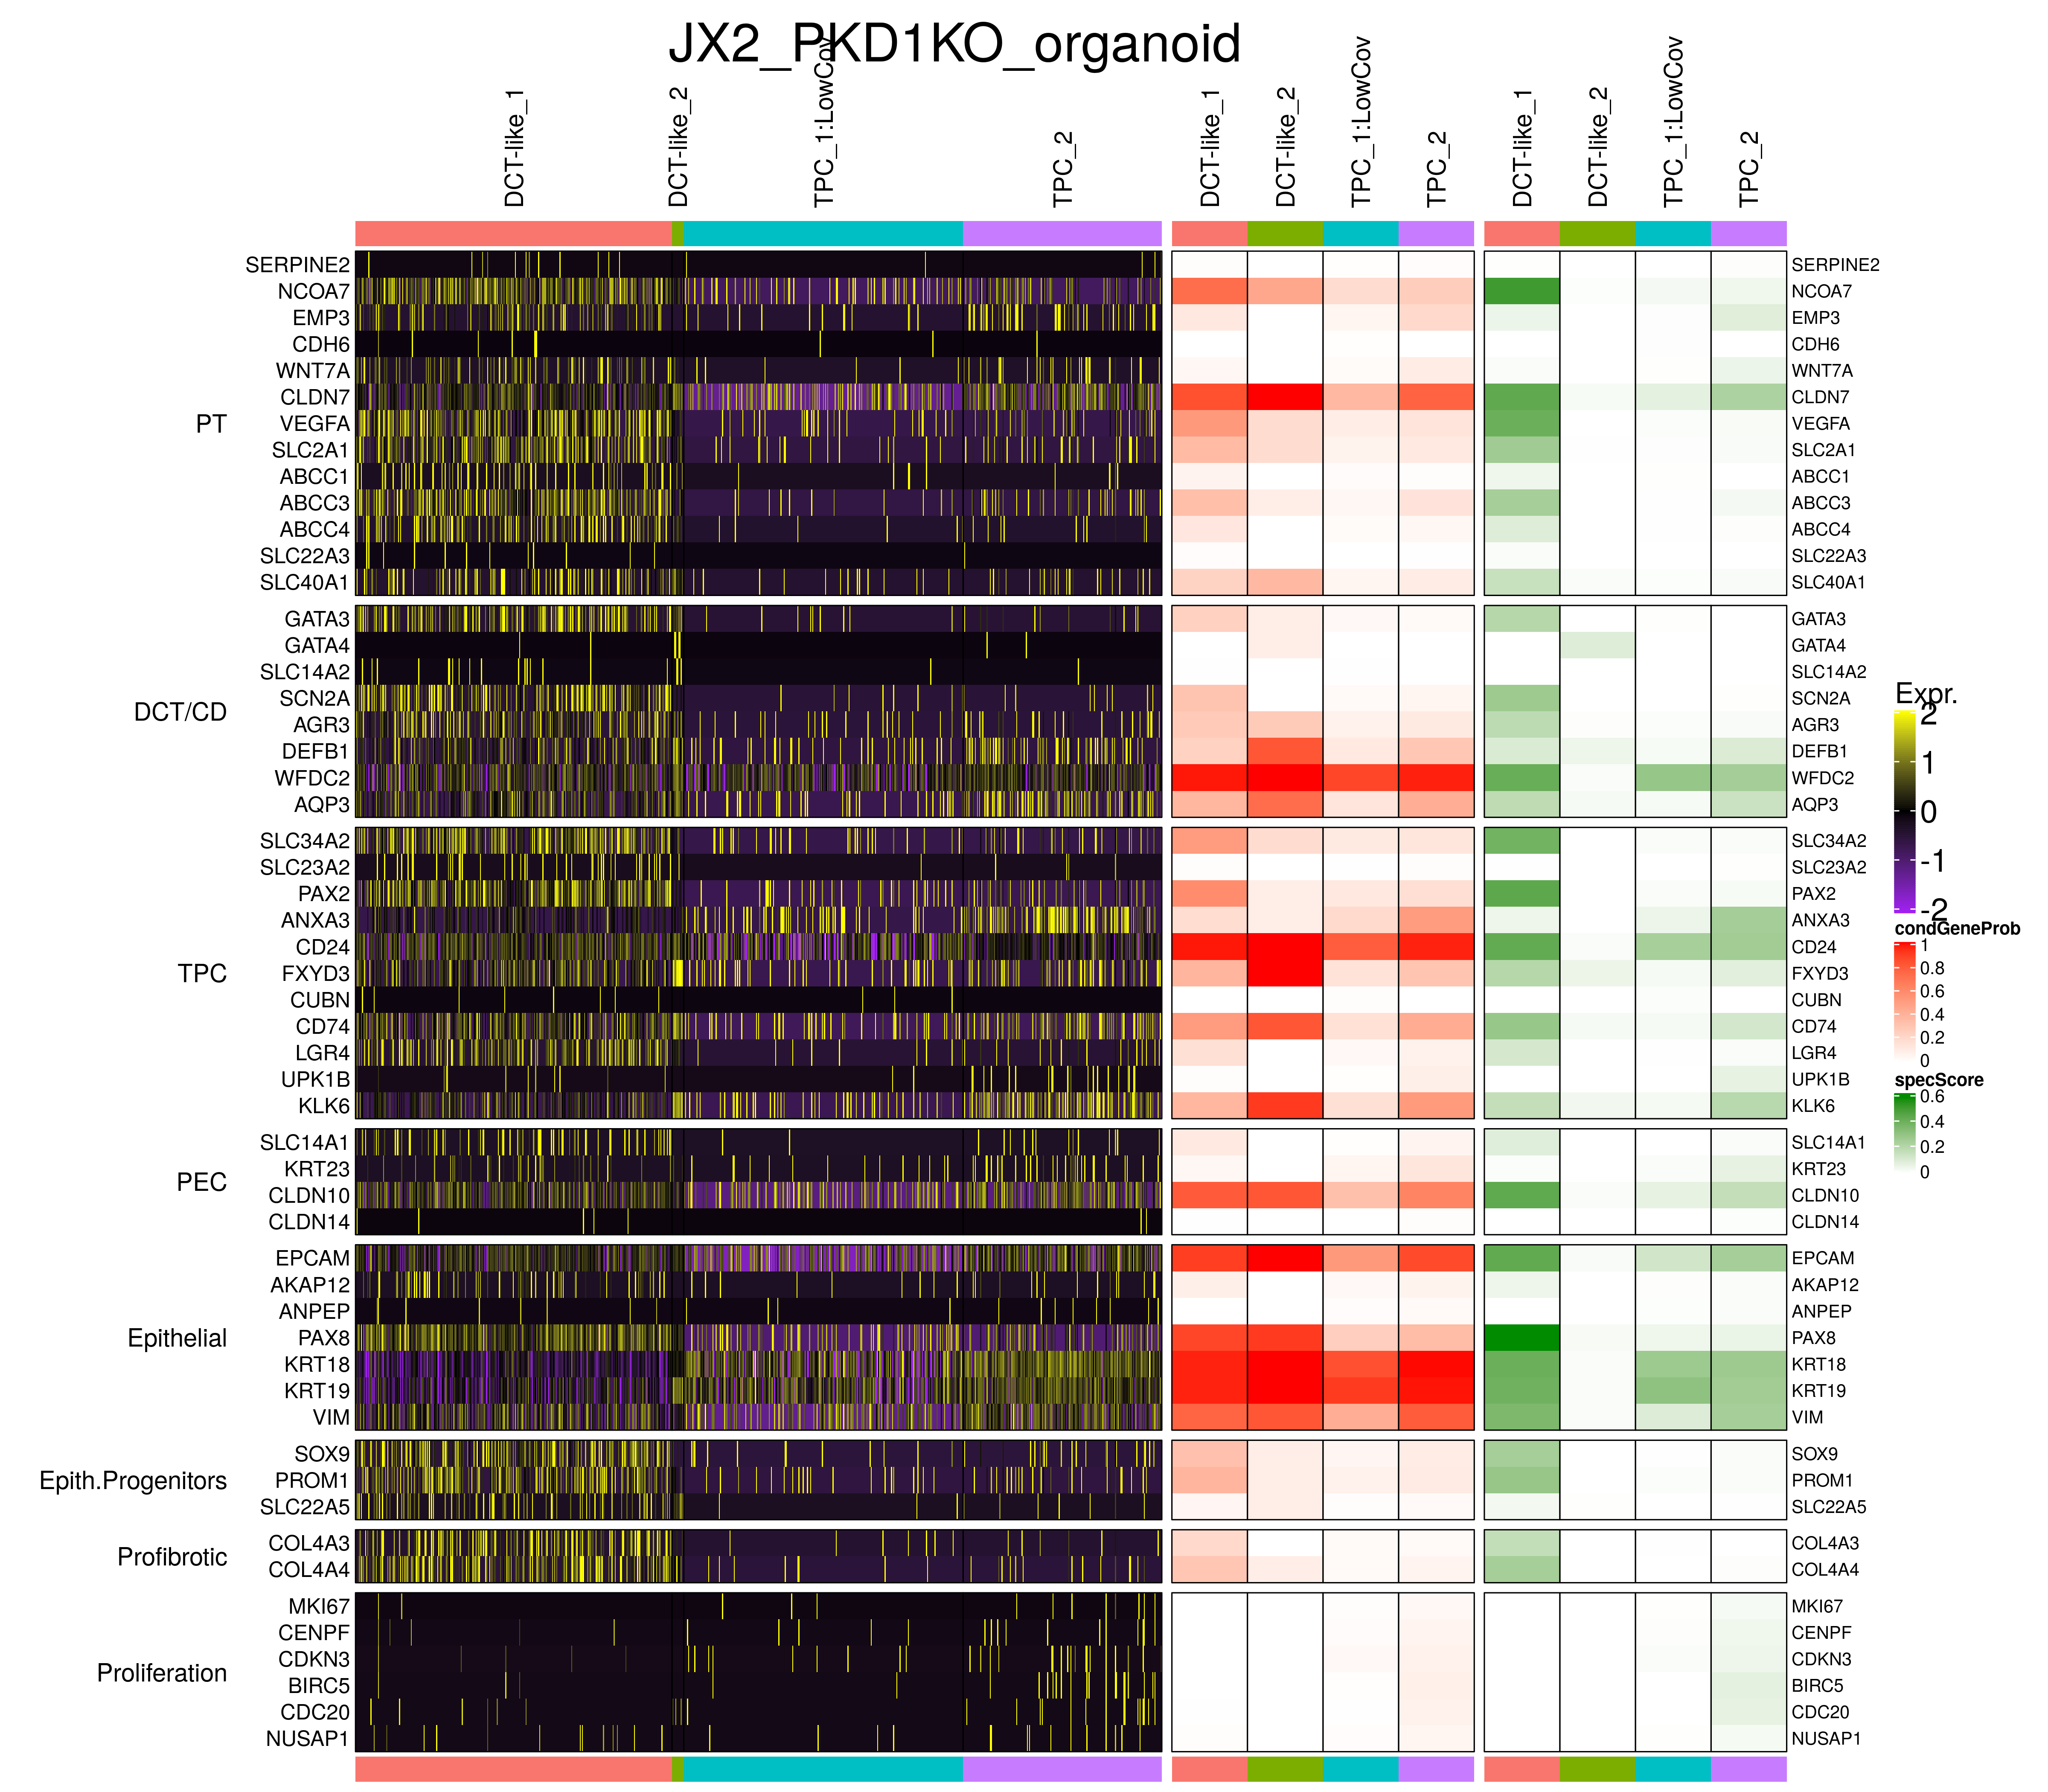 JX2_PKD1KO_organoid
DCT-like_1
DCT-like_2
TPC_1:LowCov
TPC_2
DCT-like_1
DCT-like_2
TPC_1:LowCov
TPC_2
DCT-like_1
DCT-like_2
TPC_1:LowCov
TPC_2
PT
SERPINE2 SERPINE2
NCOA7 NCOA7
EMP3 EMP3
CDH6 CDH6
WNT7A WNT7A
CLDN7 CLDN7
VEGFA VEGFA
SLC2A1 SLC2A1
ABCC1 ABCC1
ABCC3 ABCC3
ABCC4 ABCC4
SLC22A3 SLC22A3
SLC40A1 SLC40A1
DCT/CD
GATA3 GATA3
GATA4 GATA4
SLC14A2 SLC14A2
SCN2A SCN2A
AGR3 AGR3
DEFB1 DEFB1
WFDC2 WFDC2
AQP3 AQP3
TPC
SLC34A2 SLC34A2
SLC23A2 SLC23A2
PAX2 PAX2
ANXA3 ANXA3
CD24 CD24
FXYD3 FXYD3
CUBN CUBN
CD74 CD74
LGR4 LGR4
UPK1B UPK1B
KLK6 KLK6
PEC
SLC14A1 SLC14A1
KRT23 KRT23
CLDN10 CLDN10
CLDN14 CLDN14
Epithelial
EPCAM EPCAM
AKAP12 AKAP12
ANPEP ANPEP
PAX8 PAX8
KRT18 KRT18
KRT19 KRT19
VIM VIM
Epith.Progenitors
SOX9 SOX9
PROM1 PROM1
SLC22A5 SLC22A5
Profibrotic
COL4A3 COL4A3
COL4A4 COL4A4
Proliferation
MKI67 MKI67
CENPF CENPF
CDKN3 CDKN3
BIRC5 BIRC5
CDC20 CDC20
NUSAP1 NUSAP1
Expr.
2
1
0
-1
-2
condGeneProb
1
0.8
0.6
0.4
0.2
0
specScore
0.6
0.4
0.2
0